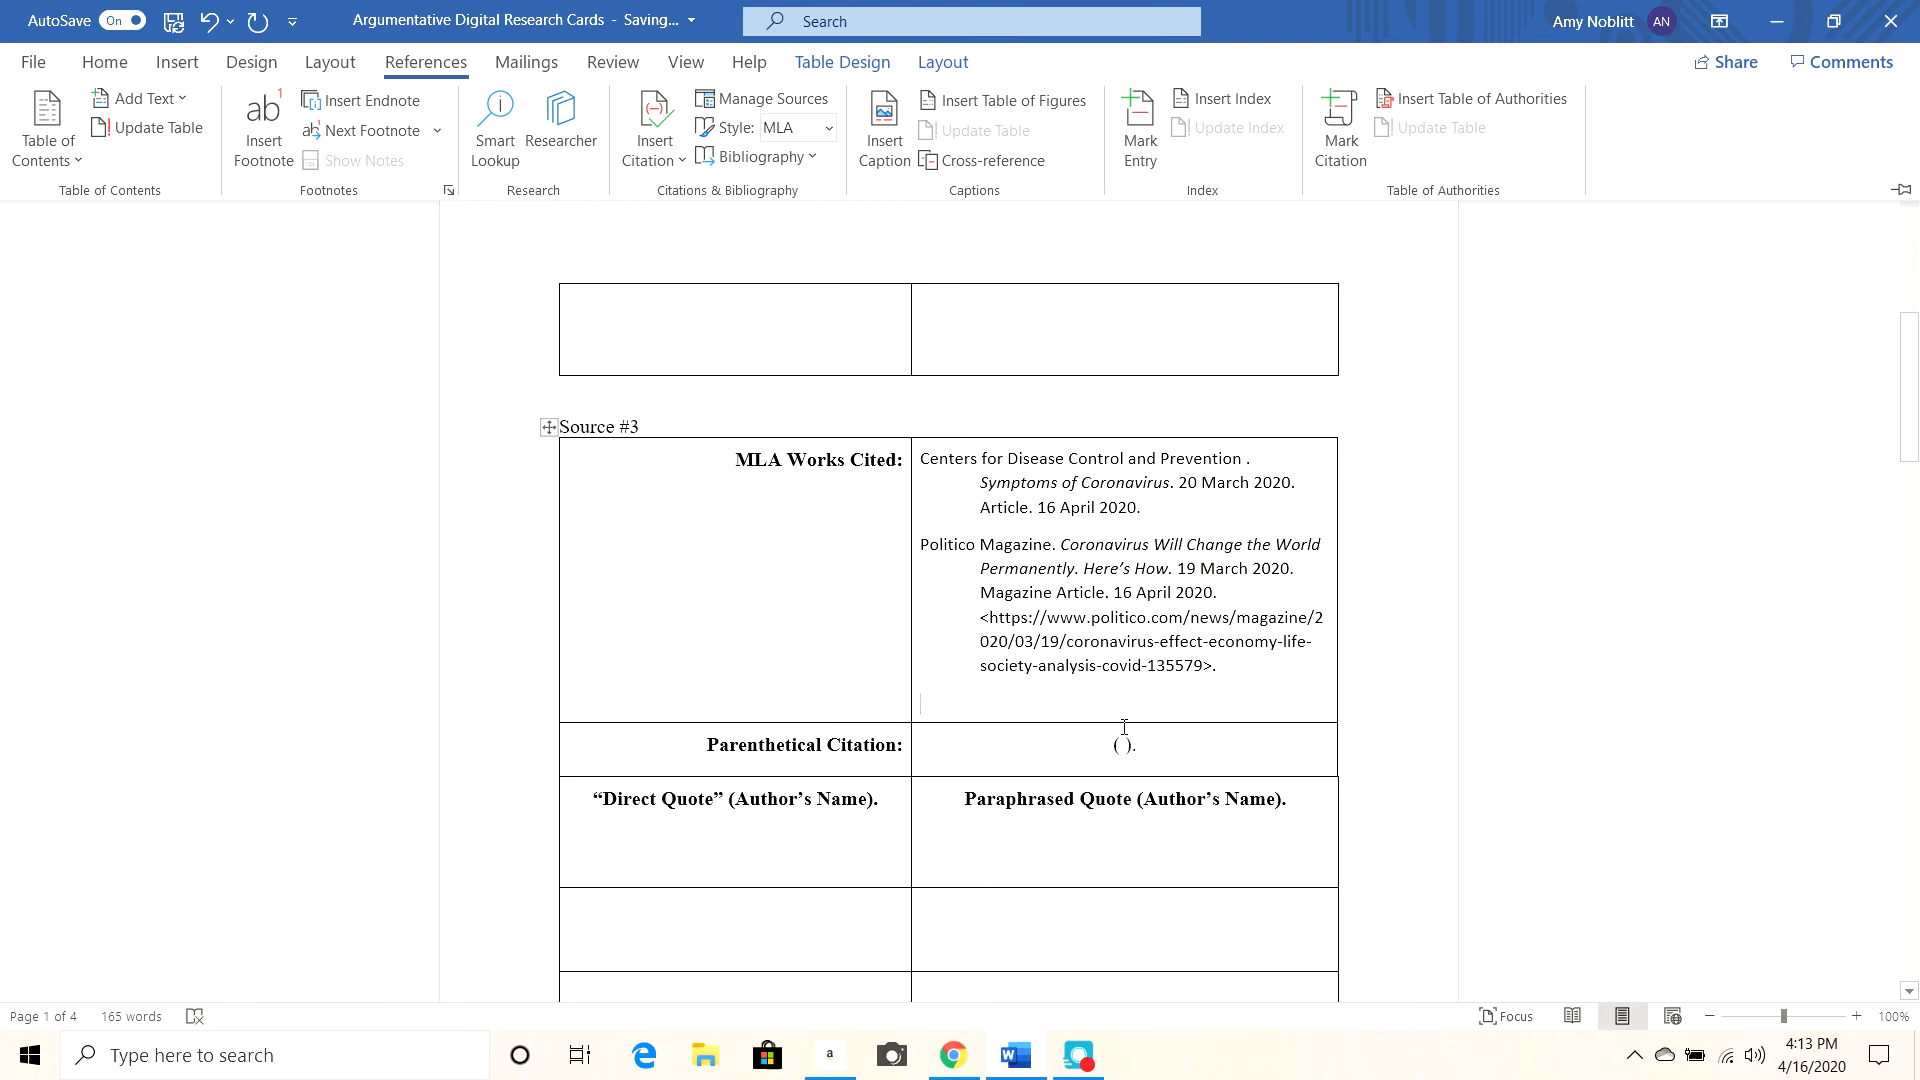 AutoSave On Argumentative Digital Research Cards - Saving... Search Amy Noblitt AN
File Home Insert Design Layout References Mailings Review View Help Table Design Layout Share Comments
Table of Contents
Add Text
Update Table
Table of Contents
ab1
Insert Footnote
Insert Endnote
ab1 Next Footnote
Show Notes
Footnotes
Smart Lookup
Researcher
Research
Insert Citation
Manage Sources
Style: MLA
Bibliography
Citations & Bibliography
Insert Caption
Insert Table of Figures
Update Table
Cross-reference
Captions
Mark Entry
Insert Index
Update Index
Index
Mark Citation
Insert Table of Authorities
Update Table
Table of Authorities
Source #3
MLA Works Cited:
Centers for Disease Control and Prevention .
Symptoms of Coronavirus. 20 March 2020.
Article. 16 April 2020.
Politico Magazine. Coronavirus Will Change the World
Permanently. Here’s How. 19 March 2020.
Magazine Article. 16 April 2020.
<https://www.politico.com/news/magazine/2
020/03/19/coronavirus-effect-economy-life-
society-analysis-covid-135579>.
Parenthetical Citation: ( ).
“Direct Quote” (Author’s Name). Paraphrased Quote (Author’s Name).
Page 1 of 4 165 words Focus 100%
Type here to search
a
4:13 PM
4/16/2020